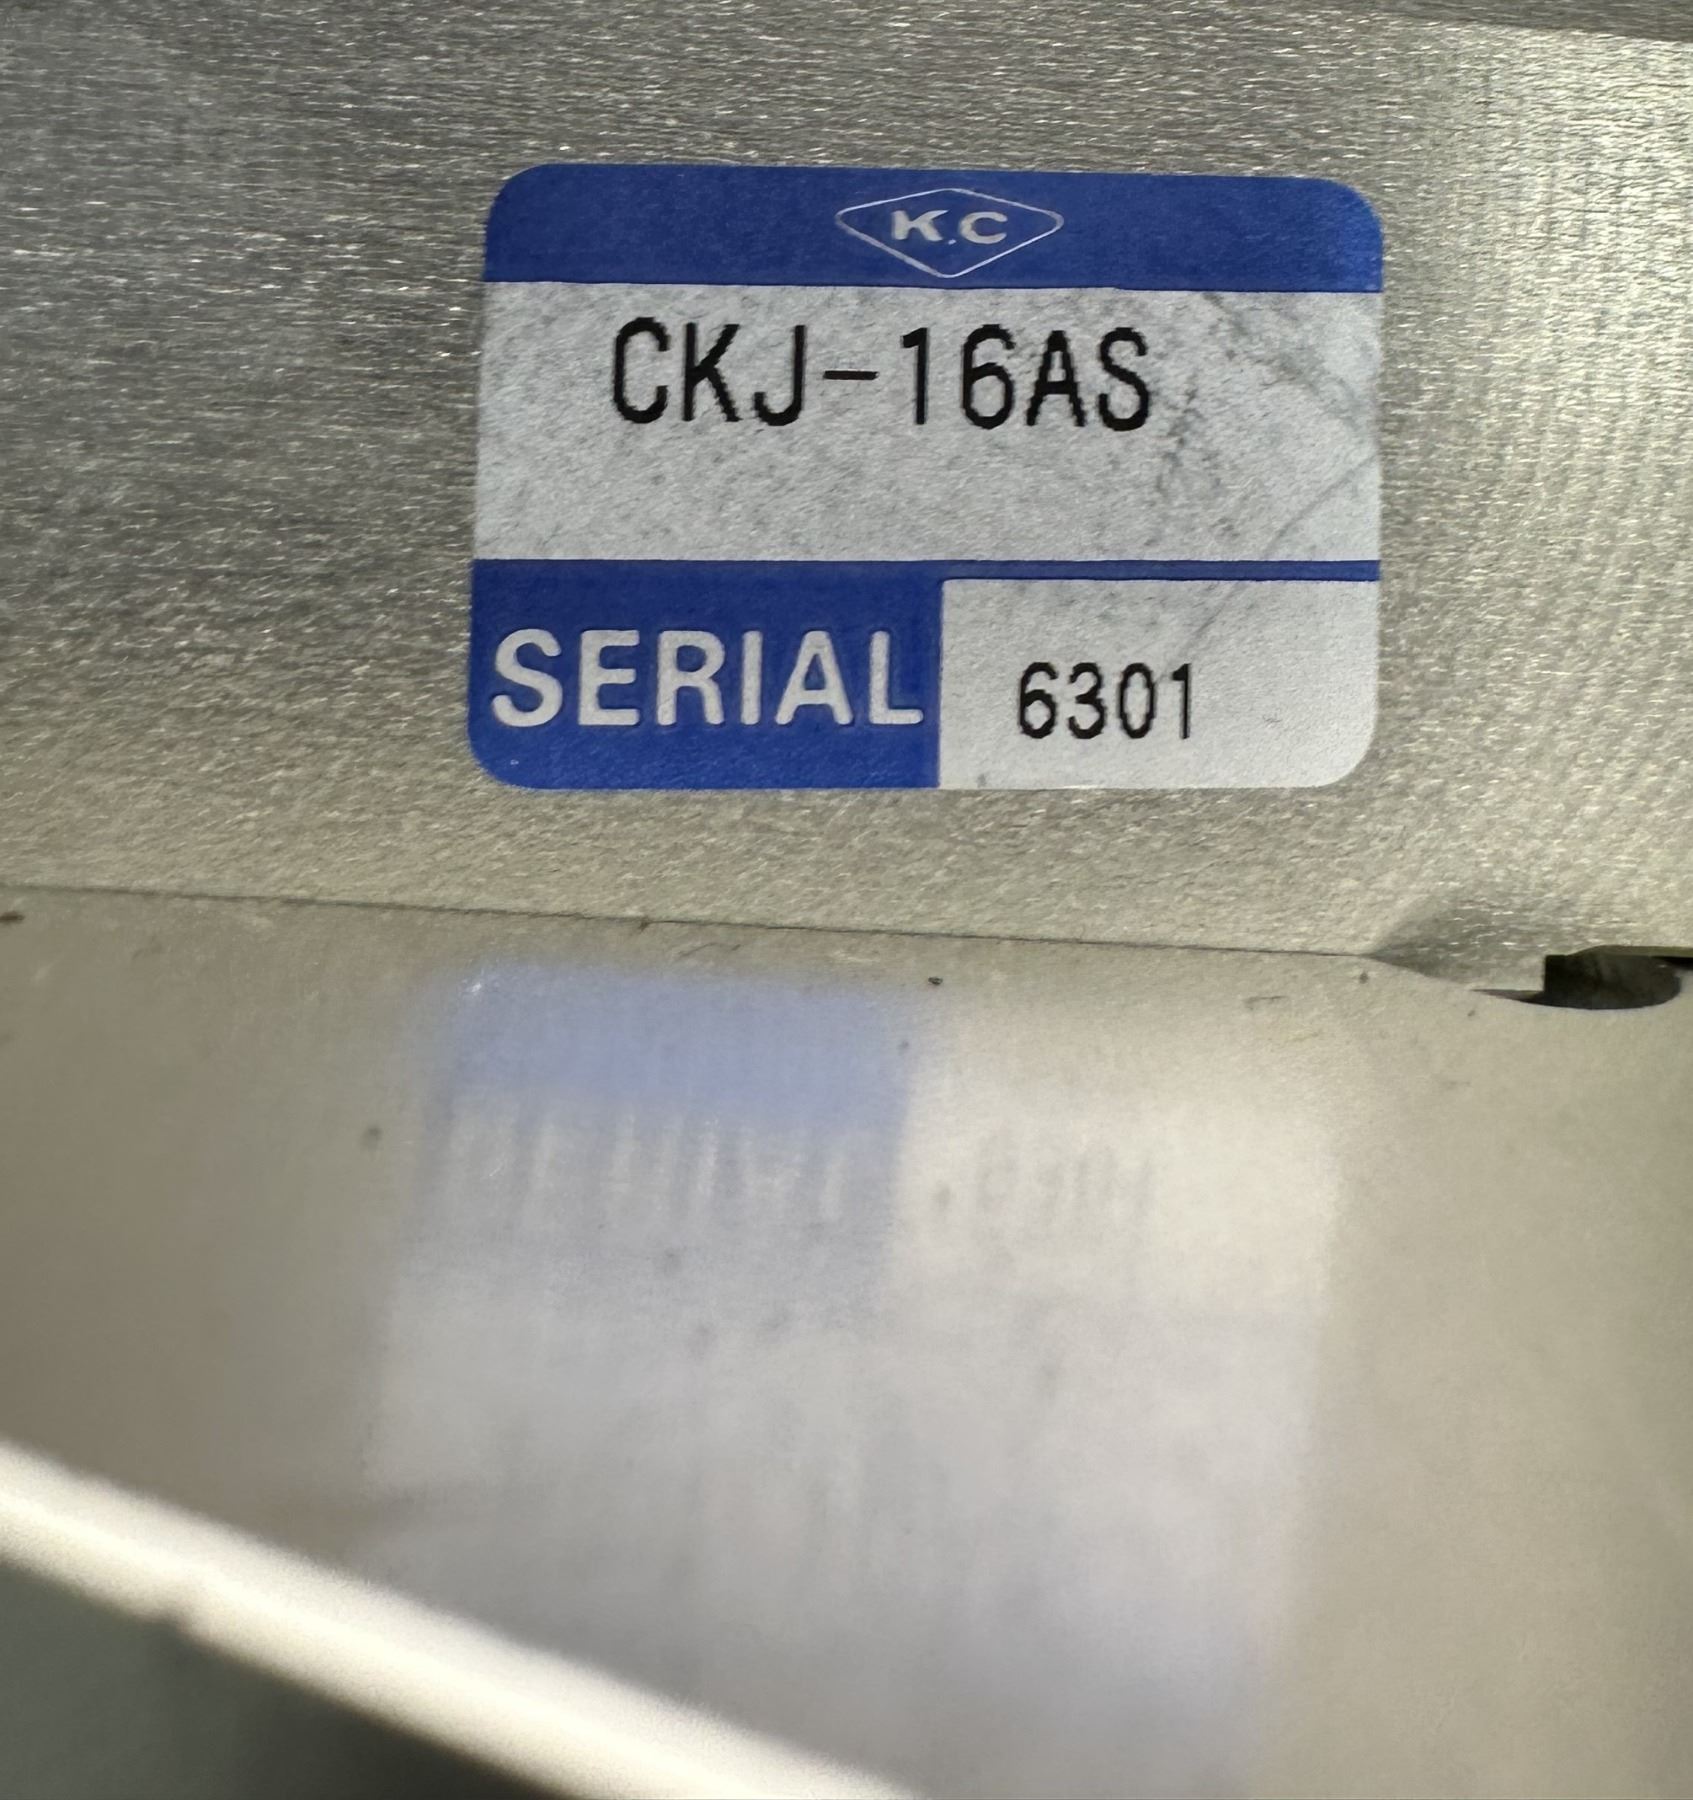 K.C
CKJ-16AS
SERIAL 6301